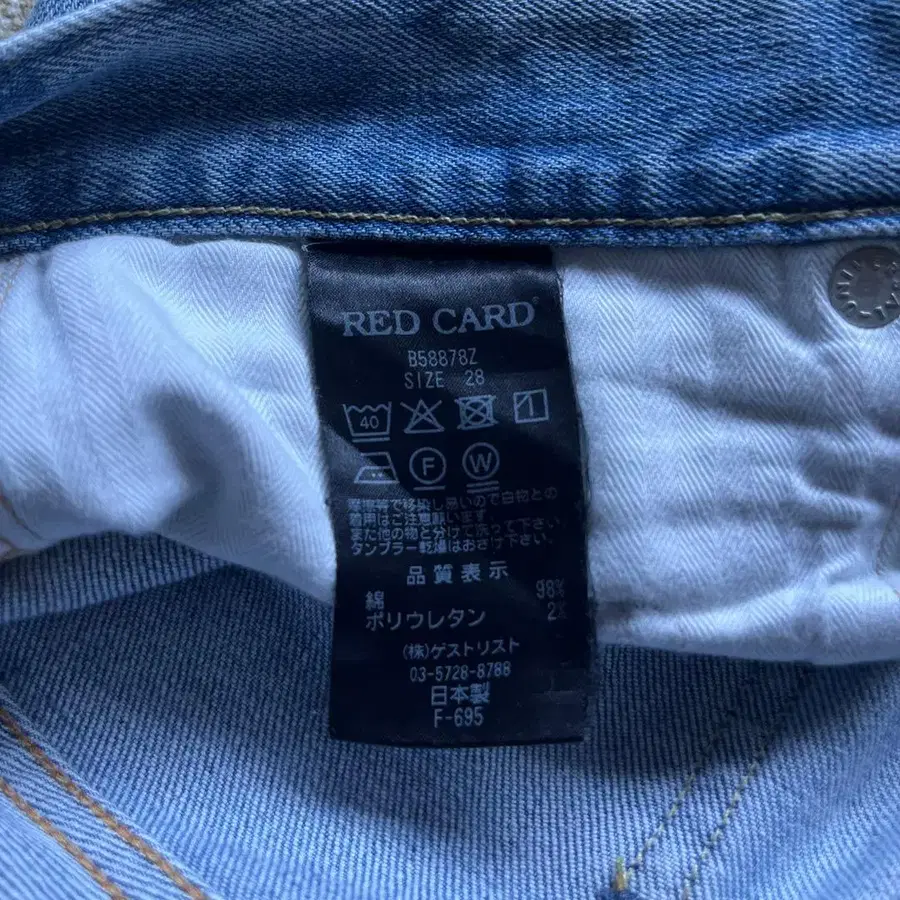 RED CARD®
B58878Z
SIZE 28
40
F W
摩擦等で移染し易いので白物との
着用はご注意願います
また他の物と分けて洗って下さい
タンブラー乾燥はおさけ下さい
品質表示
綿 98%
ポリウレタン 2%
(株)ゲストリスト
03-5728-8788
日本製
F-695